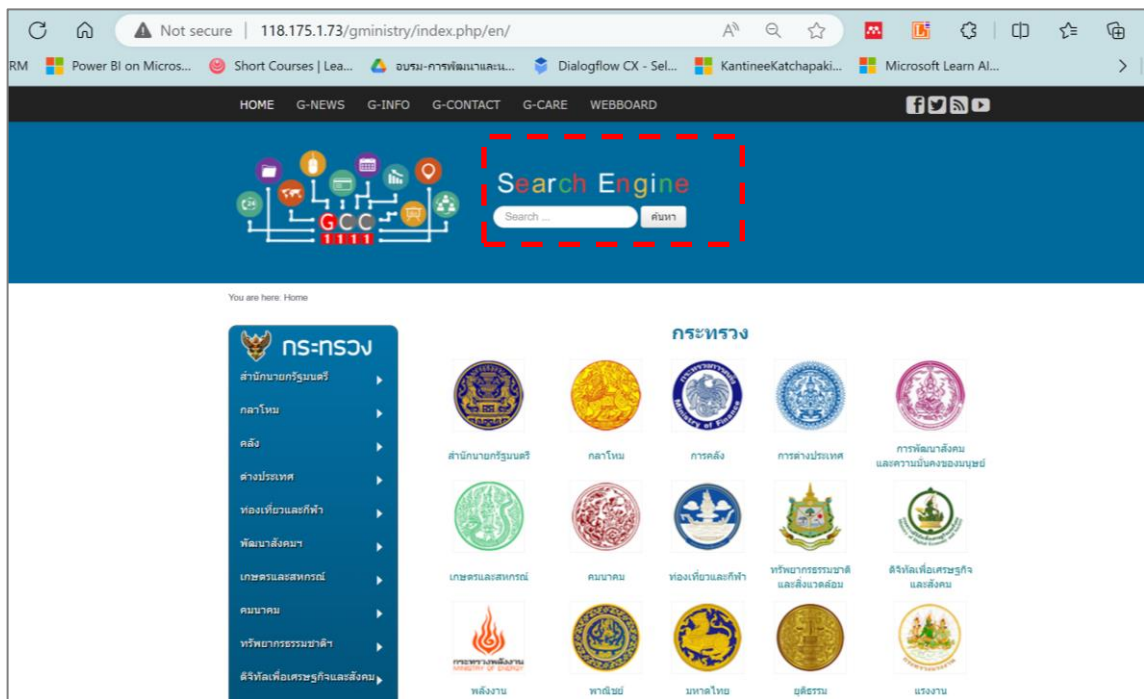 Not secure 118.175.1.73/gministry/index.php/en/
RM Power BI on Micros... Short Courses | Lea... อบรม-การพัฒนาและน... Dialogflow CX - Sel... KantineeKatchapaki... Microsoft Learn AI...
HOME G-NEWS G-INFO G-CONTACT G-CARE WEBBOARD
Search Engine
Search ... ค้นหา
GCC
1111
You are here: Home
กระทรวง
สำนักนายกรัฐมนตรี
กลาโหม
คลัง
ต่างประเทศ
ท่องเที่ยวและกีฬา
พัฒนาสังคมฯ
เกษตรและสหกรณ์
คมนาคม
ทรัพยากรธรรมชาติฯ
ดิจิทัลเพื่อเศรษฐกิจและสังคม
กระทรวง
Ministry of Finance
สำนักนายกรัฐมนตรี กลาโหม การคลัง การต่างประเทศ การพัฒนาสังคม
และความมั่นคงของมนุษย์
เกษตรและสหกรณ์ คมนาคม ท่องเที่ยวและกีฬา ทรัพยากรธรรมชาติ
และสิ่งแวดล้อม ดิจิทัลเพื่อเศรษฐกิจ
และสังคม
กระทรวงพลังงาน
MINISTRY OF ENERGY
พลังงาน พาณิชย์ มหาดไทย ยุติธรรม แรงงาน